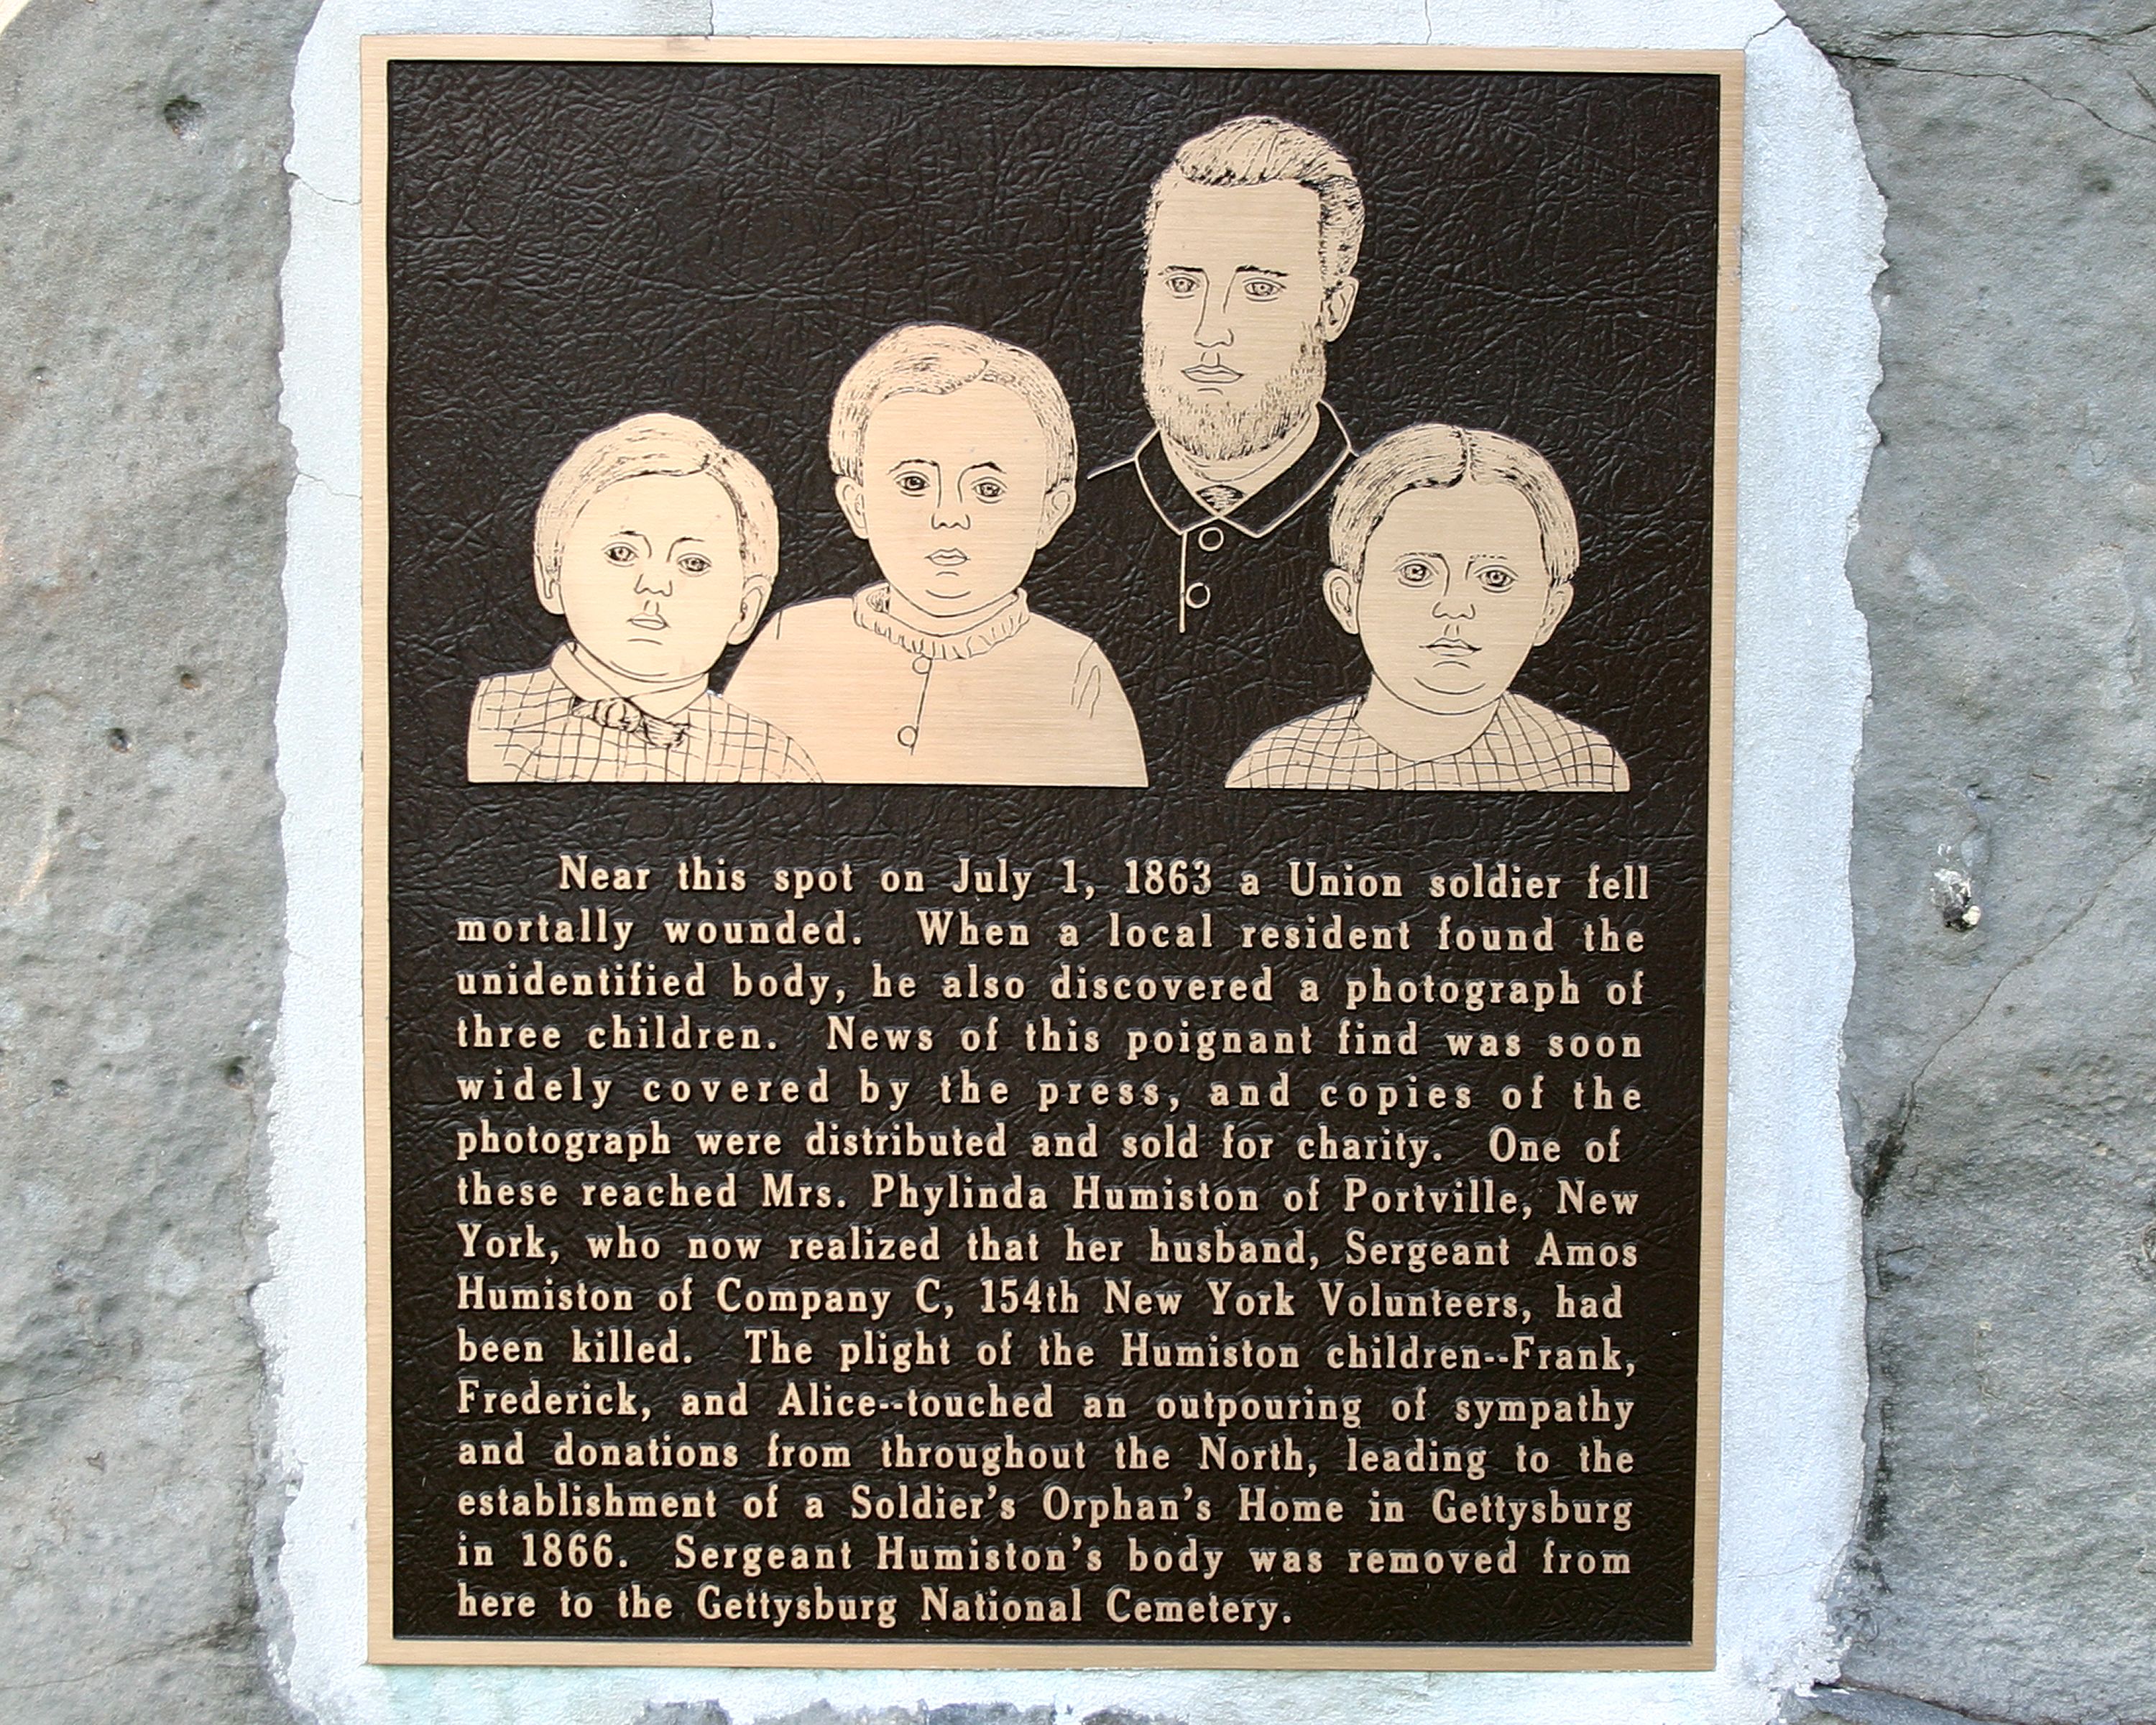 Near this spot on July 1, 1863 a Union soldier fell
mortally wounded. When a local resident found the
unidentified body, he also discovered a photograph of
three children. News of this poignant find was soon
widely covered by the press, and copies of the
photograph were distributed and sold for charity. One of
these reached Mrs. Phylinda Humiston of Portville, New
York, who now realized that her husband, Sergeant Amos
Humiston of Company C, 154th New York Volunteers, had
been killed. The plight of the Humiston children--Frank,
Frederick, and Alice--touched an outpouring of sympathy
and donations from throughout the North, leading to the
establishment of a Soldier's Orphan's Home in Gettysburg
in 1866. Sergeant Humiston's body was removed from
here to the Gettysburg National Cemetery.